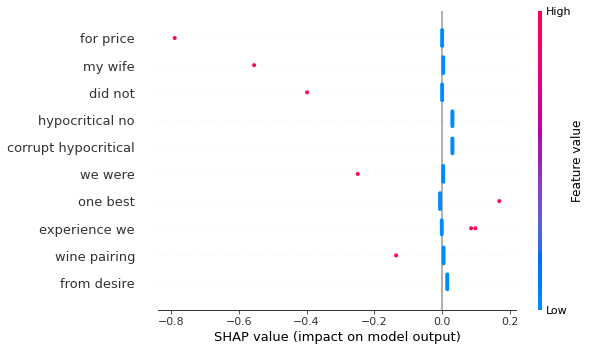 High
for price
my wife
did not
hypocritical no
corrupt hypocritical
we were
one best
experience we
wine pairing
from desire
Feature value
Low
−0.8 −0.6 −0.4 −0.2 0.0 0.2
SHAP value (impact on model output)